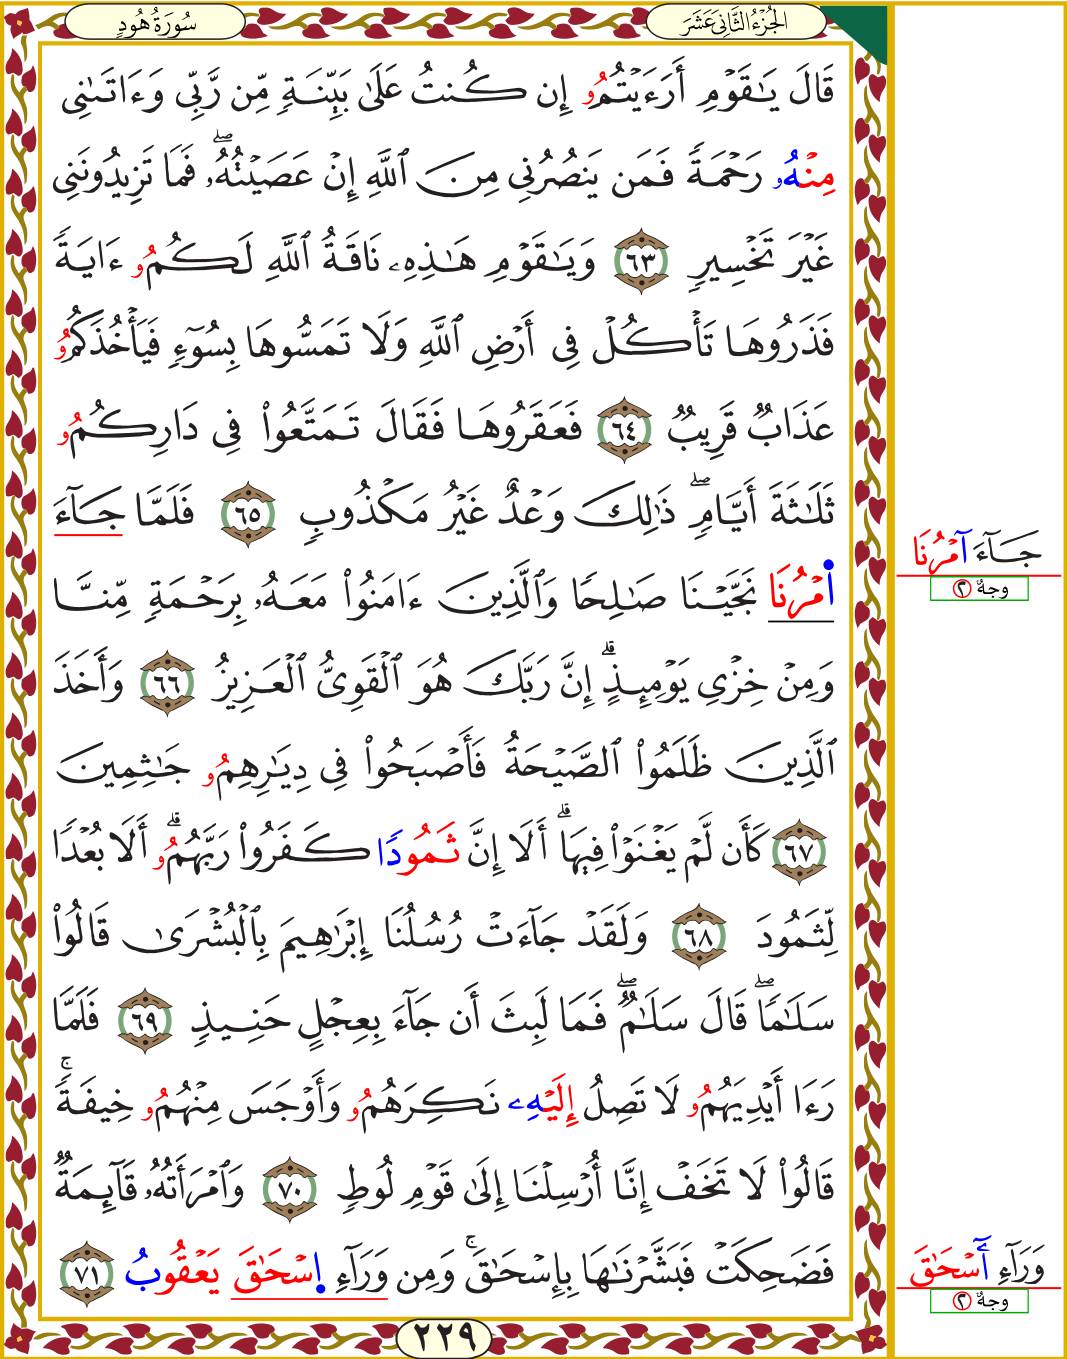 سُورَةُ هُودٍ
الجُزْءُ الثَّانِي عَشَرَ
قَالَ يَٰقَوْمِ أَرَءَيْتُمُۥ إِن كُنتُ عَلَىٰ بَيِّنَةٍ مِّن رَّبِّى وَءَاتَىٰنِى
مِنْهُۥ رَحْمَةً فَمَن يَنصُرُنِى مِنَ ٱللَّهِ إِنْ عَصَيْتُهُۥ ۖ فَمَا تَزِيدُونَنِى
غَيْرَ تَخْسِيرٍ ٦٣ وَيَٰقَوْمِ هَٰذِهِۦ نَاقَةُ ٱللَّهِ لَكُمُۥ ءَايَةً
فَذَرُوهَا تَأْكُلْ فِى أَرْضِ ٱللَّهِ وَلَا تَمَسُّوهَا بِسُوٓءٍ فَيَأْخُذَكُمُۥ
عَذَابٌ قَرِيبٌ ٦٤ فَعَقَرُوهَا فَقَالَ تَمَتَّعُوا۟ فِى دَارِكُمُۥ
ثَلَٰثَةَ أَيَّامٍ ۖ ذَٰلِكَ وَعْدٌ غَيْرُ مَكْذُوبٍ ٦٥ فَلَمَّا جَآءَ
اَ۬مْرُنَا نَجَّيْنَا صَٰلِحًا وَٱلَّذِينَ ءَامَنُوا۟ مَعَهُۥ بِرَحْمَةٍ مِّنَّا
وَمِنْ خِزْىِ يَوْمِئِذٍ ۗ إِنَّ رَبَّكَ هُوَ ٱلْقَوِىُّ ٱلْعَزِيزُ ٦٦ وَأَخَذَ
ٱلَّذِينَ ظَلَمُوا۟ ٱلصَّيْحَةُ فَأَصْبَحُوا۟ فِى دِيَٰرِهِمُۥ جَٰثِمِينَ
٦٧ كَأَن لَّمْ يَغْنَوْا۟ فِيهَا ۗ أَلَا إِنَّ ثَمُودًا كَفَرُوا۟ رَبَّهُمُۥ ۗ أَلَا بُعْدًا
لِّثَمُودَ ٦٨ وَلَقَدْ جَآءَتْ رُسُلُنَا إِبْرَٰهِيمَ بِٱلْبُشْرَىٰ قَالُوا۟
سَلَٰمًا ۖ قَالَ سَلَٰمٌ ۖ فَمَا لَبِثَ أَن جَآءَ بِعِجْلٍ حَنِيذٍ ٦٩ فَلَمَّا
رَءَا أَيْدِيَهُمُۥ لَا تَصِلُ إِلَيْهِۦ نَكِرَهُمُۥ وَأَوْجَسَ مِنْهُمُۥ خِيفَةً ۚ
قَالُوا۟ لَا تَخَفْ إِنَّا أُرْسِلْنَا إِلَىٰ قَوْمِ لُوطٍ ٧٠ وَٱمْرَأَتُهُۥ قَآئِمَةٌ
فَضَحِكَتْ فَبَشَّرْنَٰهَا بِإِسْحَٰقَ ۚ وَمِن وَرَآءِ اِ۪سْحَٰقَ يَعْقُوبُ ٧١
٢٢٩
جَآءَ آمْرُنَا
وجهٌ ٢
وَرَآءِ أَسْحَٰقَ
وجهٌ ٢